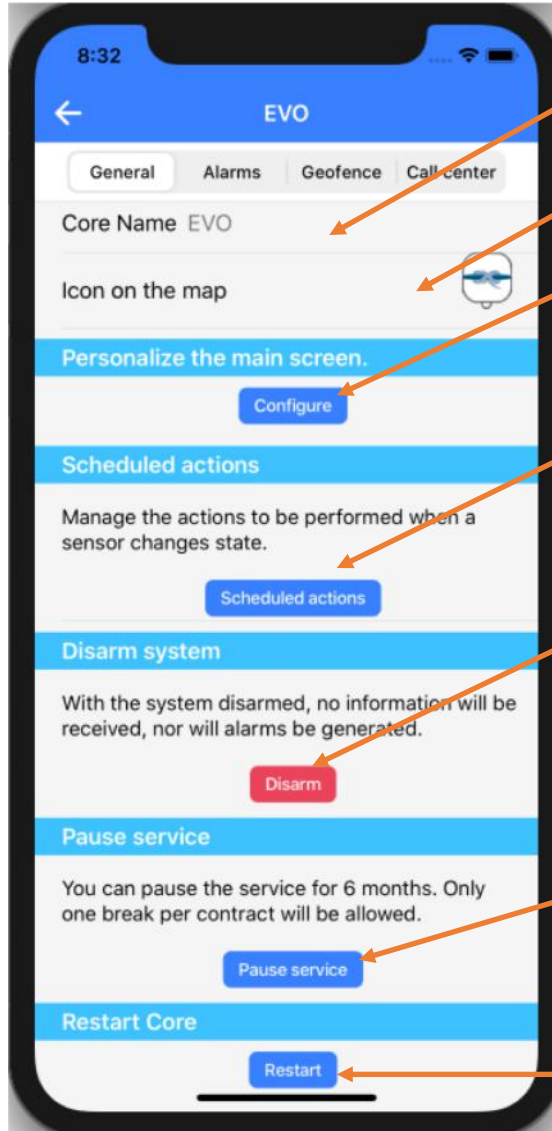 8:32
EVO
General Alarms Geofence Call center
Core Name EVO
Icon on the map
Personalize the main screen.
Configure
Scheduled actions
Manage the actions to be performed when a
sensor changes state.
Scheduled actions
Disarm system
With the system disarmed, no information will be
received, nor will alarms be generated.
Disarm
Pause service
You can pause the service for 6 months. Only
one break per contract will be allowed.
Pause service
Restart Core
Restart